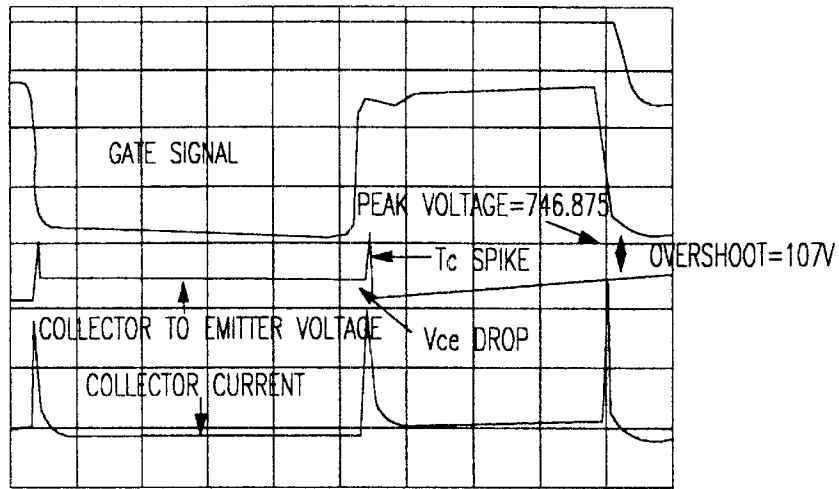 GATE SIGNAL
PEAK VOLTAGE=746.875
Tc SPIKE
OVERSHOOT=107V
COLLECTOR TO EMITTER VOLTAGE
Vce DROP
COLLECTOR CURRENT